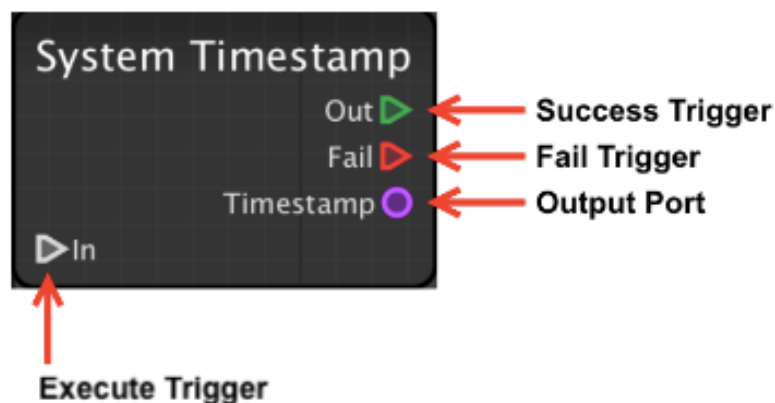 System Timestamp
Out
Success Trigger
Fail
Fail Trigger
Timestamp
Output Port
In
Execute Trigger